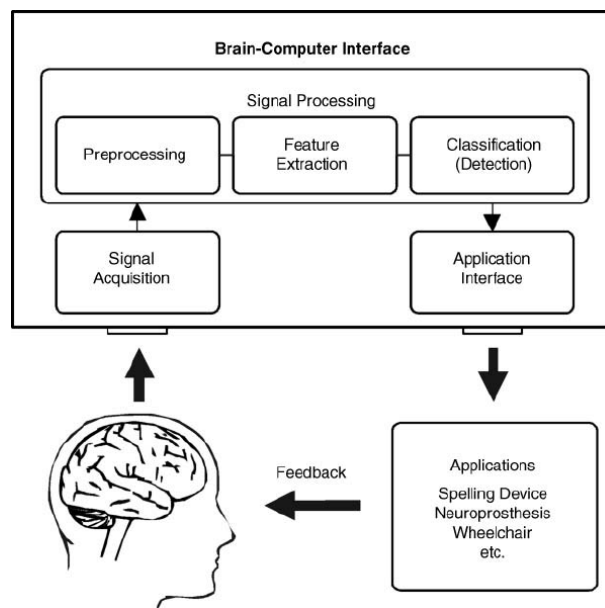 Brain-Computer Interface
Signal Processing
Preprocessing
Feature
Extraction
Classification
(Detection)
Signal
Acquisition
Application
Interface
Feedback
Applications
Spelling Device
Neuroprosthesis
Wheelchair
etc.